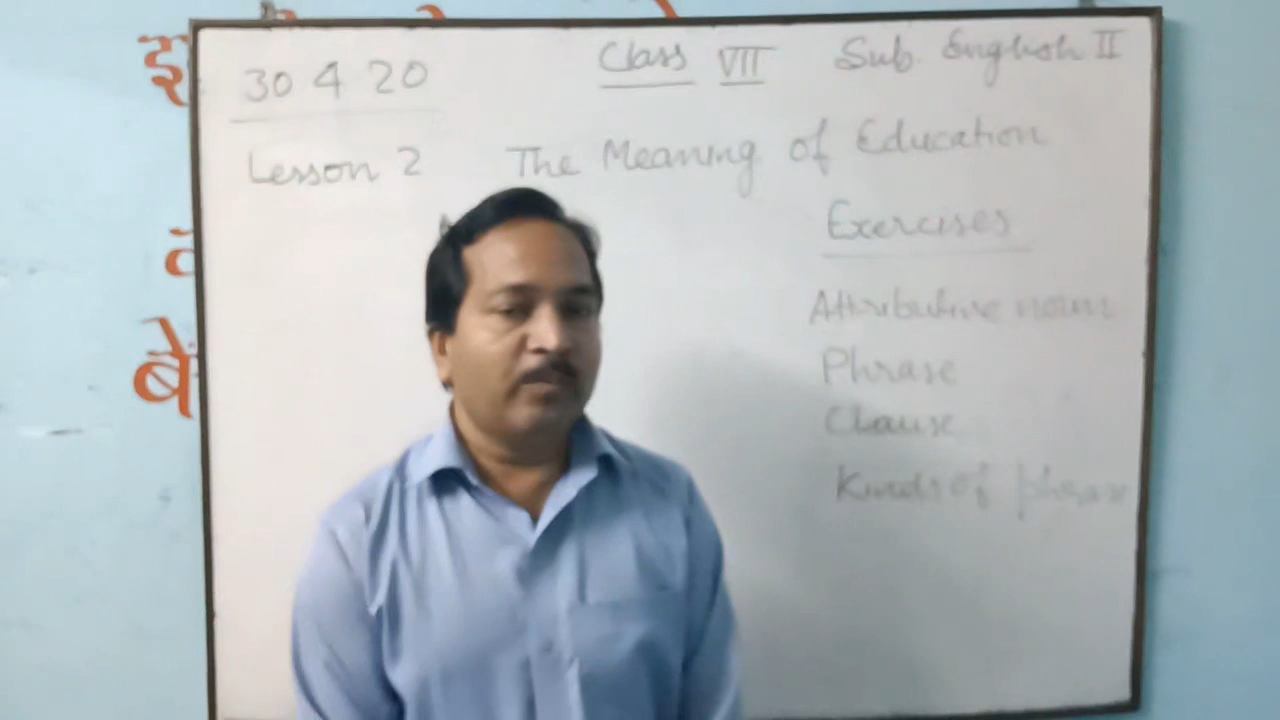 30 4 20 Class VII Sub. English II
Lesson 2 The Meaning of Education
Exercises
Attributive noun
Phrase
Clause
Kinds of phrase